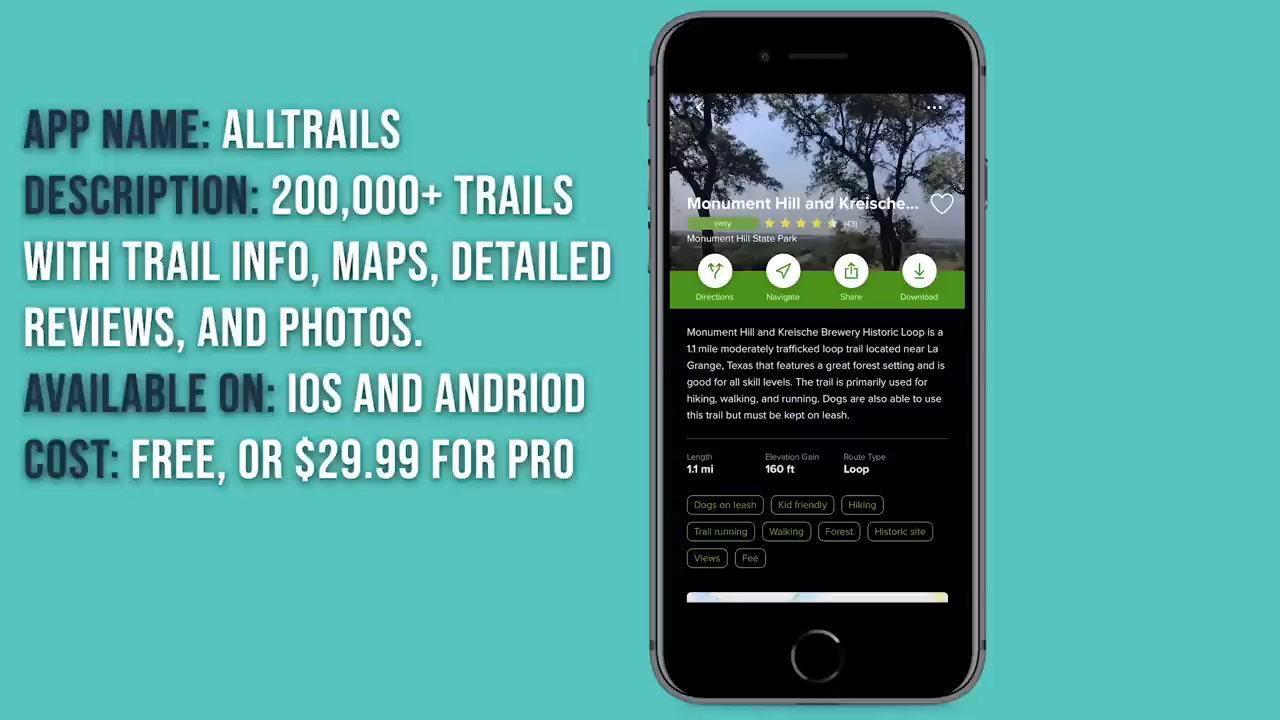 APP NAME: ALLTRAILS
DESCRIPTION: 200,000+ TRAILS
WITH TRAIL INFO, MAPS, DETAILED
REVIEWS, AND PHOTOS.
AVAILABLE ON: IOS AND ANDRIOD
COST: FREE, OR $29.99 FOR PRO
Monument Hill and Kreische...
easy (43)
Monument Hill State Park
Directions Navigate Share Download
Monument Hill and Kreische Brewery Historic Loop is a
1.1 mile moderately trafficked loop trail located near La
Grange, Texas that features a great forest setting and is
good for all skill levels. The trail is primarily used for
hiking, walking, and running. Dogs are also able to use
this trail but must be kept on leash.
Length Elevation Gain Route Type
1.1 mi 160 ft Loop
Dogs on leash Kid friendly Hiking
Trail running Walking Forest Historic site
Views Fee